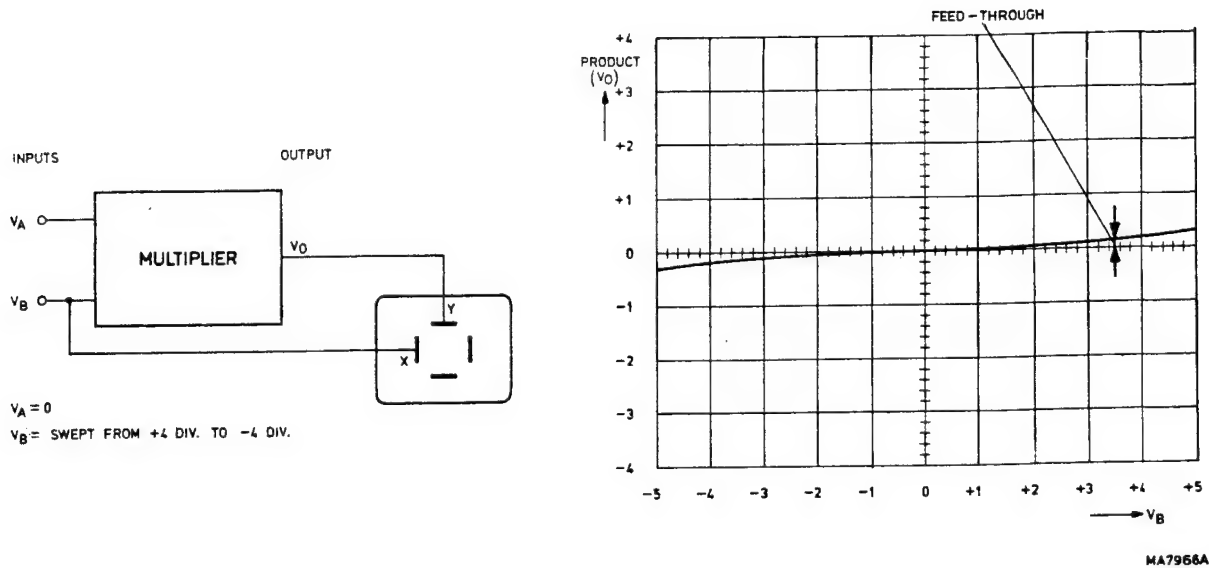 INPUTS
OUTPUT
VA
VB
MULTIPLIER
VO
Y
X
VA = 0
VB = SWEPT FROM +4 DIV. TO -4 DIV.
FEED-THROUGH
PRODUCT
(VO)
+4
+3
+2
+1
0
-1
-2
-3
-4
-5 -4 -3 -2 -1 0 +1 +2 +3 +4 +5
VB
MA7966A